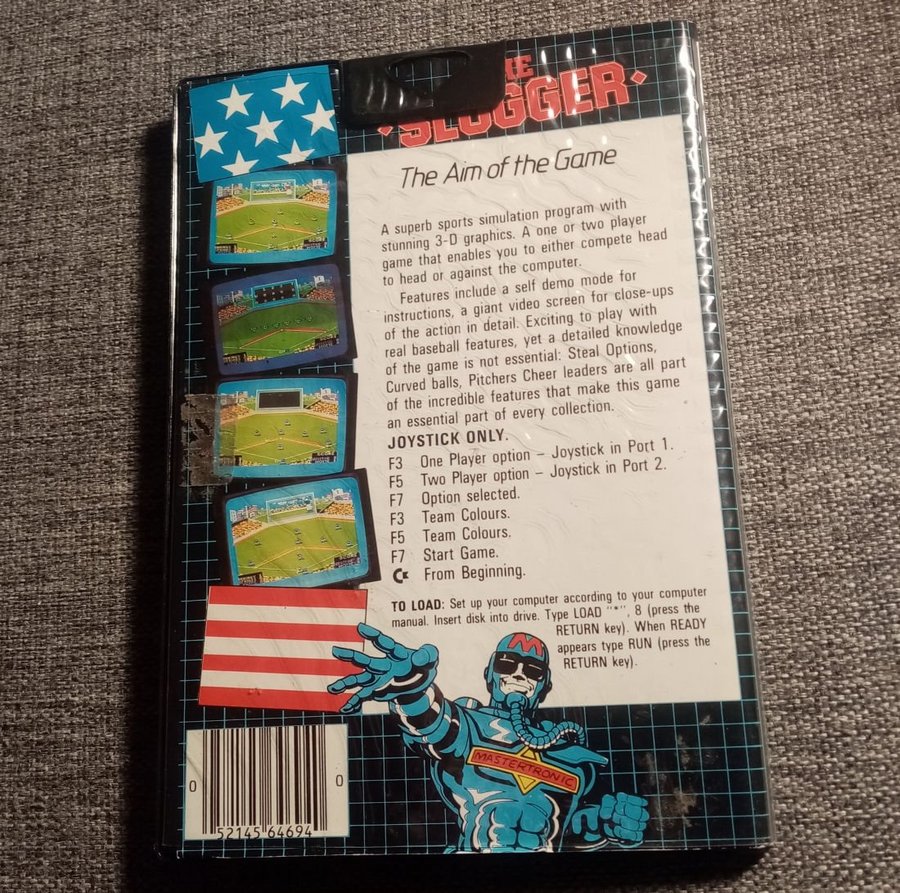 SLUGGER
The Aim of the Game
A superb sports simulation program with
stunning 3-D graphics. A one or two player
game that enables you to either compete head
to head or against the computer.
Features include a self demo mode for
instructions, a giant video screen for close-ups
of the action in detail. Exciting to play with
real baseball features, yet a detailed knowledge
of the game is not essential: Steal Options,
Curved balls, Pitchers Cheer leaders are all part
of the incredible features that make this game
an essential part of every collection.
JOYSTICK ONLY.
F3 One Player option – Joystick in Port 1.
F5 Two Player option – Joystick in Port 2.
F7 Option selected.
F3 Team Colours.
F5 Team Colours.
F7 Start Game.
C= From Beginning.
TO LOAD: Set up your computer according to your computer
manual. Insert disk into drive. Type LOAD "*", 8 (press the
RETURN key). When READY
appears type RUN (press the
RETURN key).
M
MASTERTRONIC
0 52145 64694 0